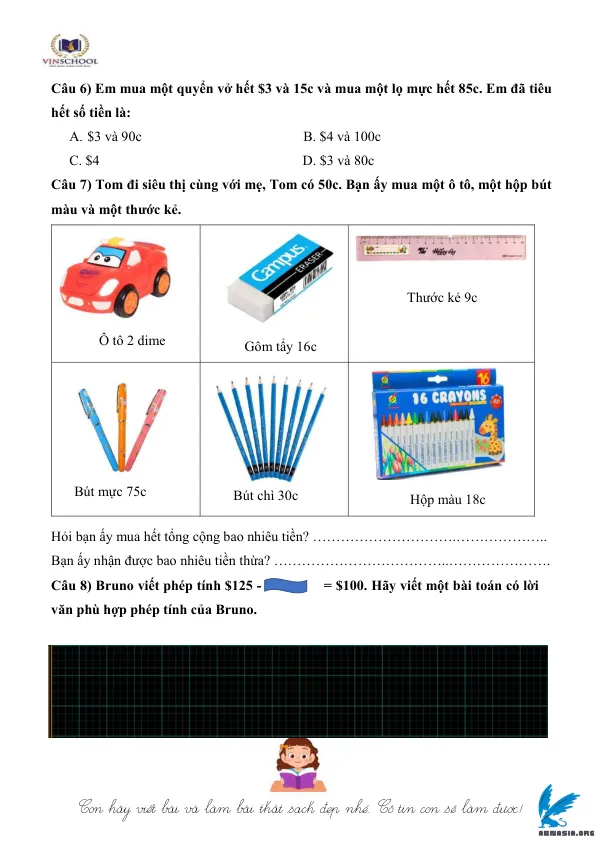 VINSCHOOL
Câu 6) Em mua một quyển vở hết $3 và 15c và mua một lọ mực hết 85c. Em đã tiêu
hết số tiền là:
A. $3 và 90c B. $4 và 100c
C. $4 D. $3 và 80c
Câu 7) Tom đi siêu thị cùng với mẹ, Tom có 50c. Bạn ấy mua một ô tô, một hộp bút
màu và một thước kẻ.
Campus
ERASER
Ô tô 2 dime
Gôm tẩy 16c
Thước kẻ 9c
16
16 CRAYONS
Bút mực 75c
Bút chì 30c
Hộp màu 18c
Hỏi bạn ấy mua hết tổng cộng bao nhiêu tiền? ………………………….………………..
Bạn ấy nhận được bao nhiêu tiền thừa? ………………………………..………………….
Câu 8) Bruno viết phép tính $125 - = $100. Hãy viết một bài toán có lời
văn phù hợp phép tính của Bruno.
Con hãy viết bài và làm bài thật sạch đẹp nhé. Cô tin con sẽ làm được!
ABNASIA.ORG